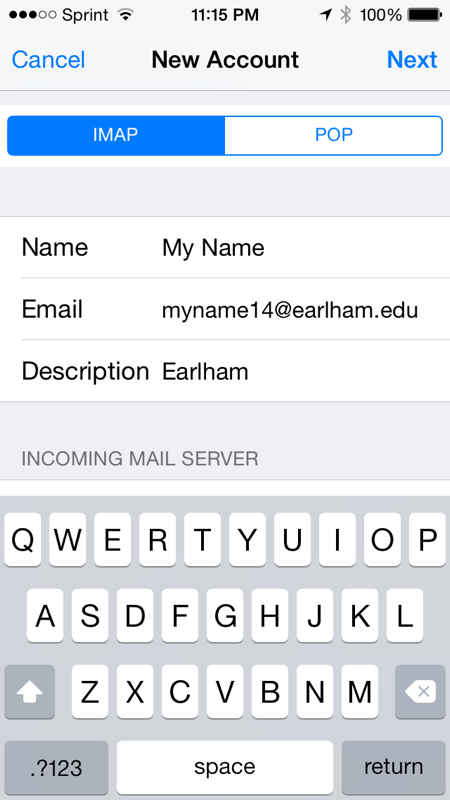 Sprint 11:15 PM 100%
Cancel New Account Next
IMAP POP
Name My Name
Email myname14@earlham.edu
Description Earlham
INCOMING MAIL SERVER
Q W E R T Y U I O P
A S D F G H J K L
Z X C V B N M
.?123 space return